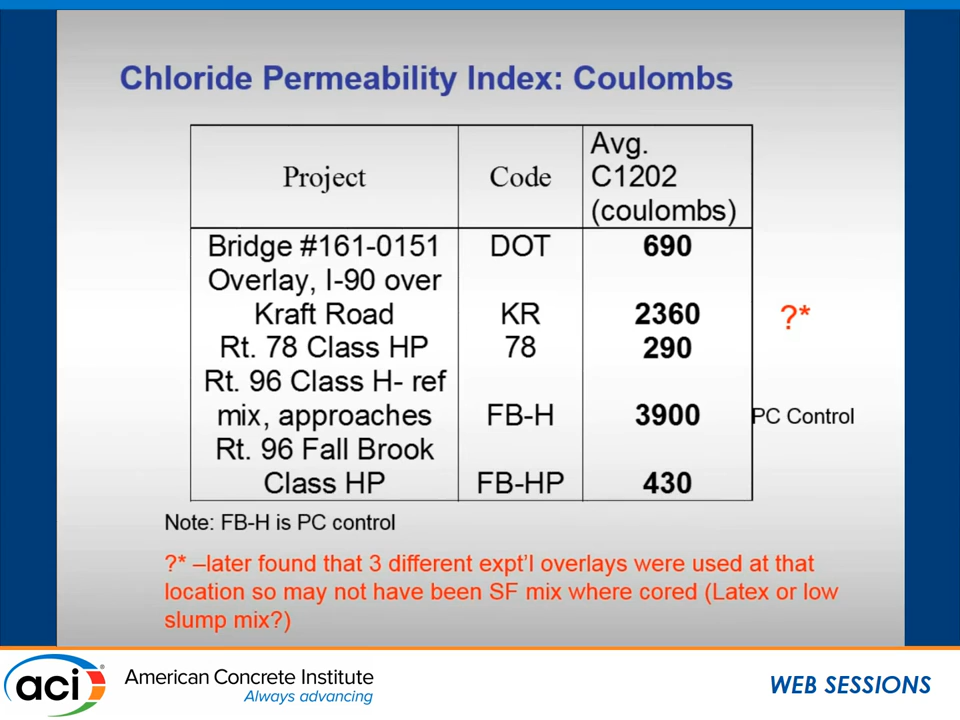 Chloride Permeability Index: Coulombs
Project Code Avg. C1202 (coulombs)
Bridge #161-0151 DOT 690
Overlay, I-90 over
Kraft Road KR 2360 ?*
Rt. 78 Class HP 78 290
Rt. 96 Class H- ref
mix, approaches FB-H 3900 PC Control
Rt. 96 Fall Brook
Class HP FB-HP 430
Note: FB-H is PC control
?* –later found that 3 different expt'l overlays were used at that
location so may not have been SF mix where cored (Latex or low
slump mix?)
aci® American Concrete Institute
Always advancing
WEB SESSIONS